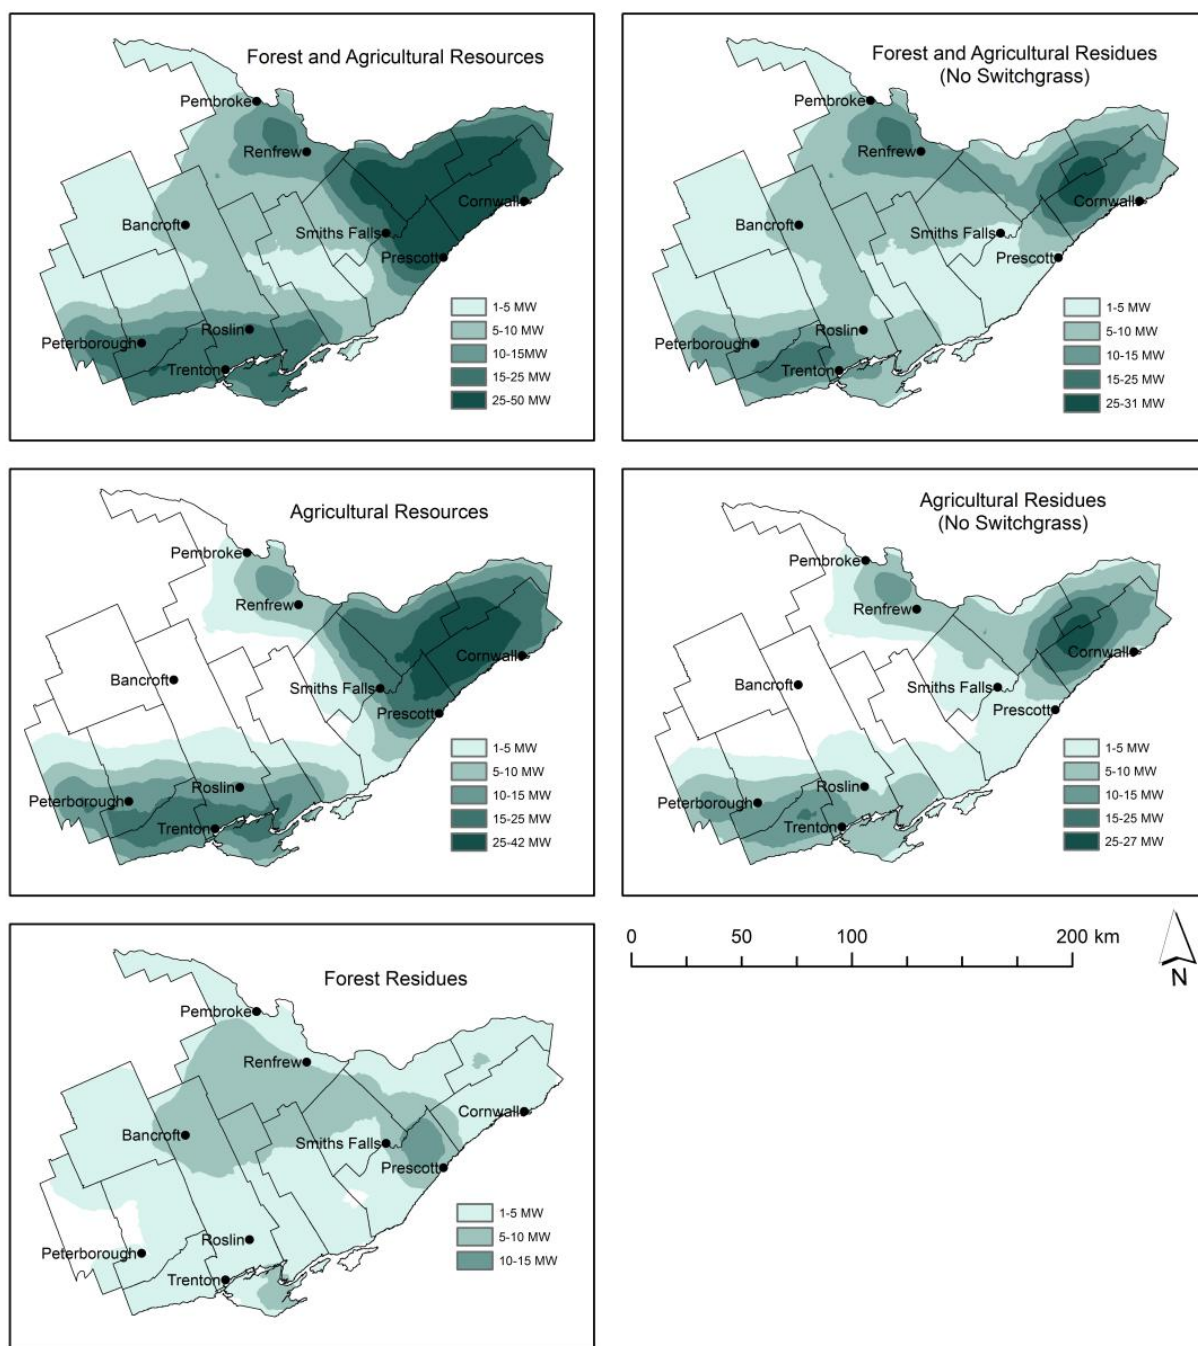 Forest and Agricultural Resources
Pembroke
Renfrew
Cornwall
Bancroft
Smiths Falls
Prescott
Roslin
Peterborough
Trenton
1-5 MW
5-10 MW
10-15MW
15-25 MW
25-50 MW
Forest and Agricultural Residues
(No Switchgrass)
Pembroke
Renfrew
Cornwall
Bancroft
Smiths Falls
Prescott
Roslin
Peterborough
Trenton
1-5 MW
5-10 MW
10-15 MW
15-25 MW
25-31 MW
Agricultural Resources
Pembroke
Renfrew
Cornwall
Bancroft
Smiths Falls
Prescott
Roslin
Peterborough
Trenton
1-5 MW
5-10 MW
10-15 MW
15-25 MW
25-42 MW
Agricultural Residues
(No Switchgrass)
Pembroke
Renfrew
Cornwall
Bancroft
Smiths Falls
Prescott
Roslin
Peterborough
Trenton
1-5 MW
5-10 MW
10-15 MW
15-25 MW
25-27 MW
Forest Residues
Pembroke
Renfrew
Cornwall
Bancroft
Smiths Falls
Prescott
Roslin
Peterborough
Trenton
1-5 MW
5-10 MW
10-15 MW
0 50 100 200 km
N